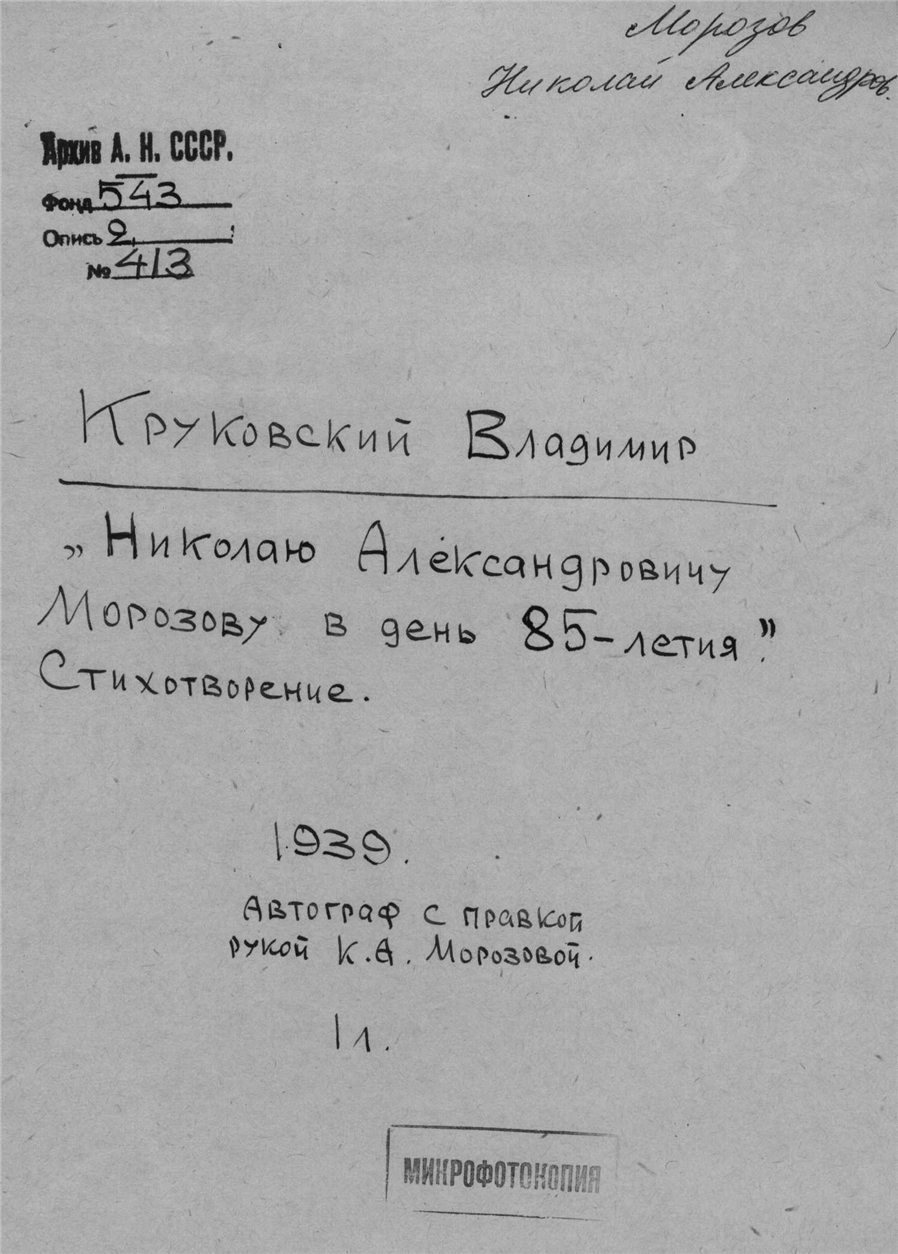 Морозов
Николай Александров.
Архив А. Н. СССР.
Фонд 543
Опись 2
№ 413
Круковский Владимир
„Николаю Александровичу
Морозову в день 85-летия".
Стихотворение.
1939.
Автограф с правкой
рукой К.А. Морозовой.
1 л.
МИКРОФОТОКОПИЯ